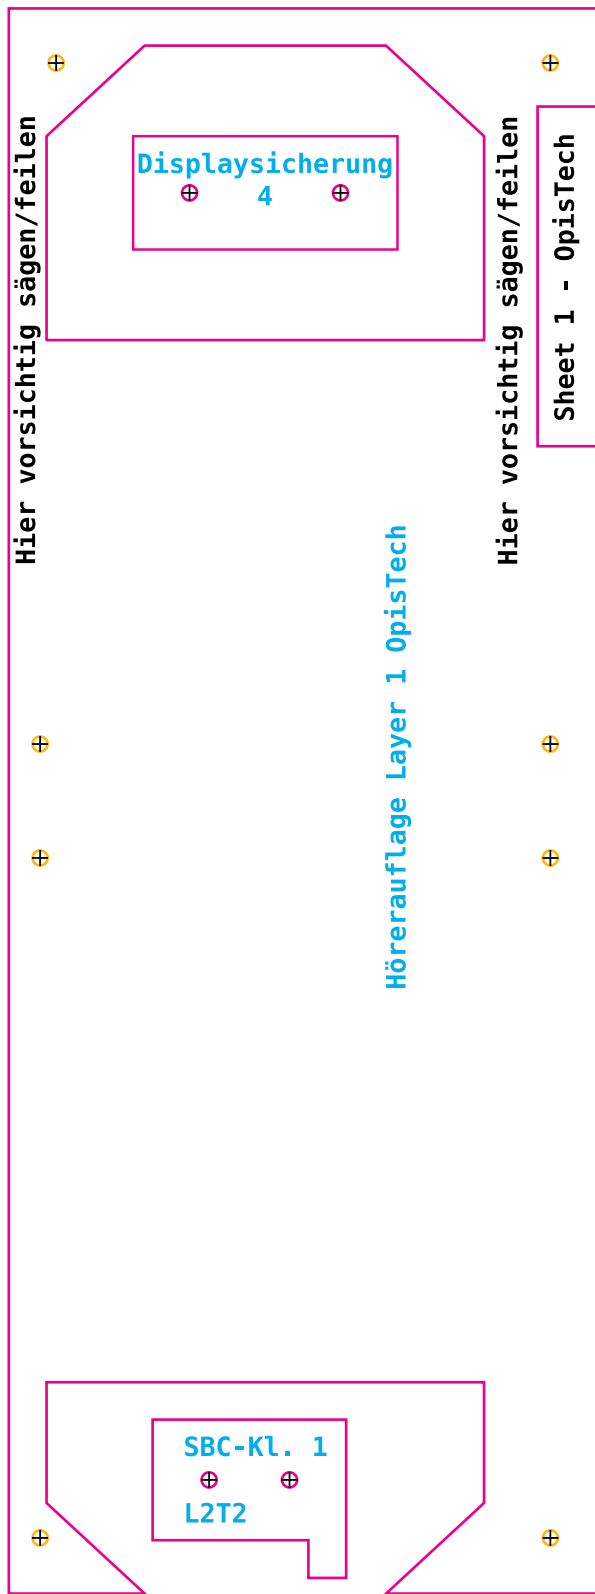 Displaysicherung
4
Hier vorsichtig sägen/feilen
Hier vorsichtig sägen/feilen
Sheet 1 - OpisTech
Hörerauflage Layer 1 OpisTech
SBC-Kl. 1
L2T2